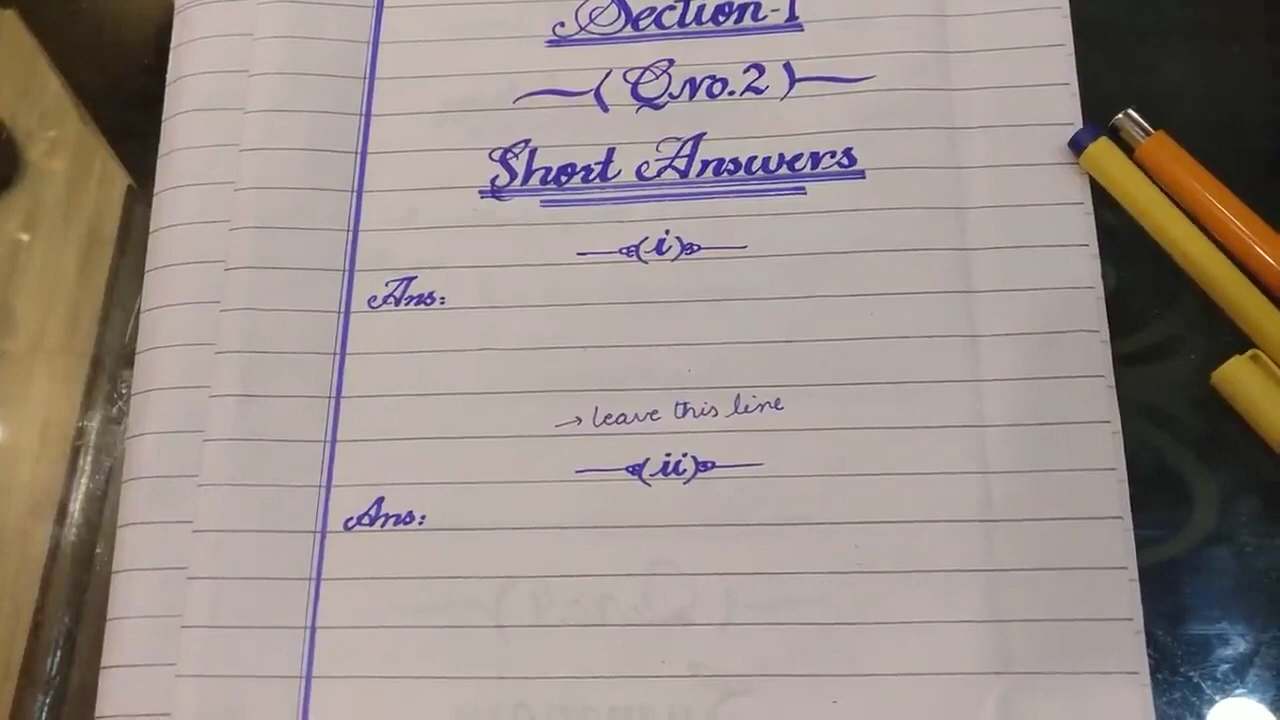 Section-I
(Q.no.2)
Short Answers
(i)
Ans:
→ leave this line
(ii)
Ans: